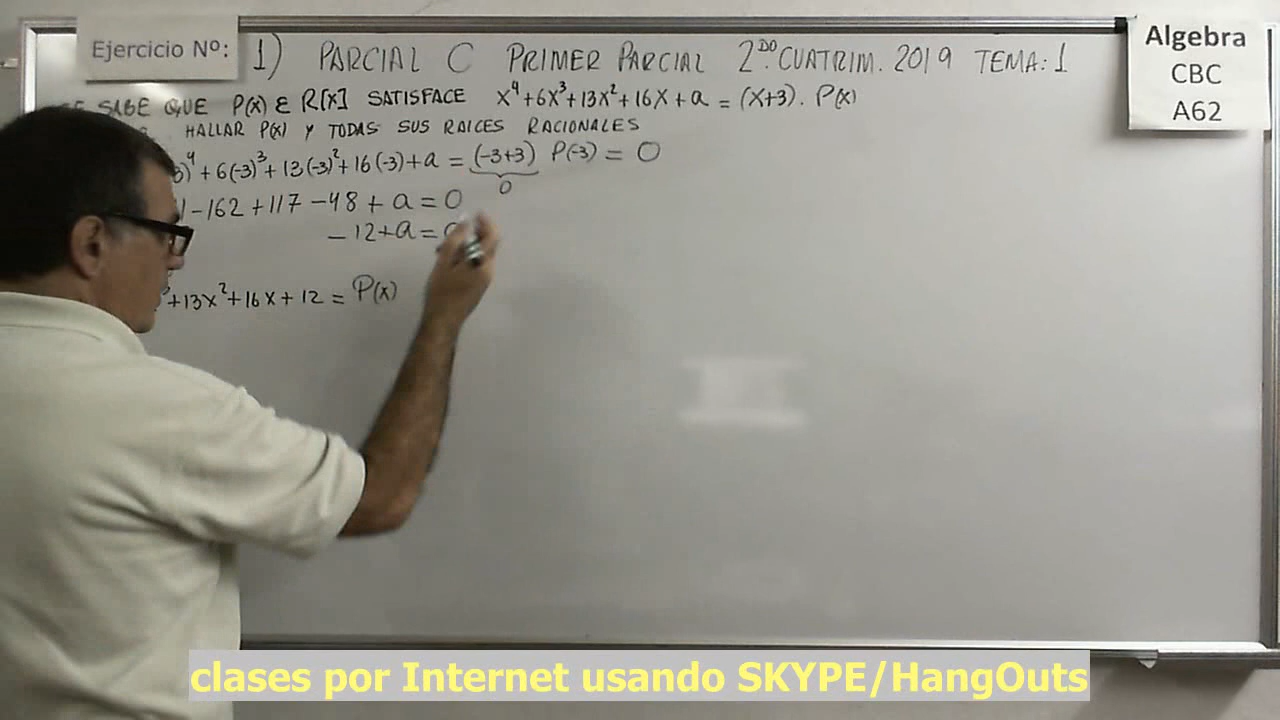 Ejercicio Nº: 1) PARCIAL C PRIMER PARCIAL 2DO. CUATRIM. 2019 TEMA: 1
Algebra
CBC
A62
SE SABE QUE P(X) ε R[X] SATISFACE x⁴+6x³+13x²+16x+a = (x+3). P(x)
HALLAR P(X) Y TODAS SUS RAICES RACIONALES
)⁴+6(-3)³+13(-3)²+16(-3)+a = (-3+3) P(-3) = 0
0
-162+117-48+a=0
-12+a=
+13x²+16x+12 = P(x)
clases por Internet usando SKYPE/HangOuts